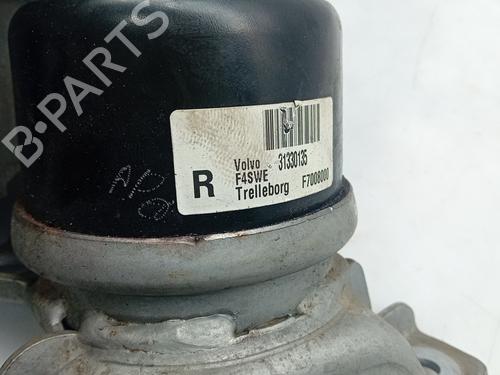 B-PARTS
R
Volvo 31330135
F4SWE
Trelleborg F7008000